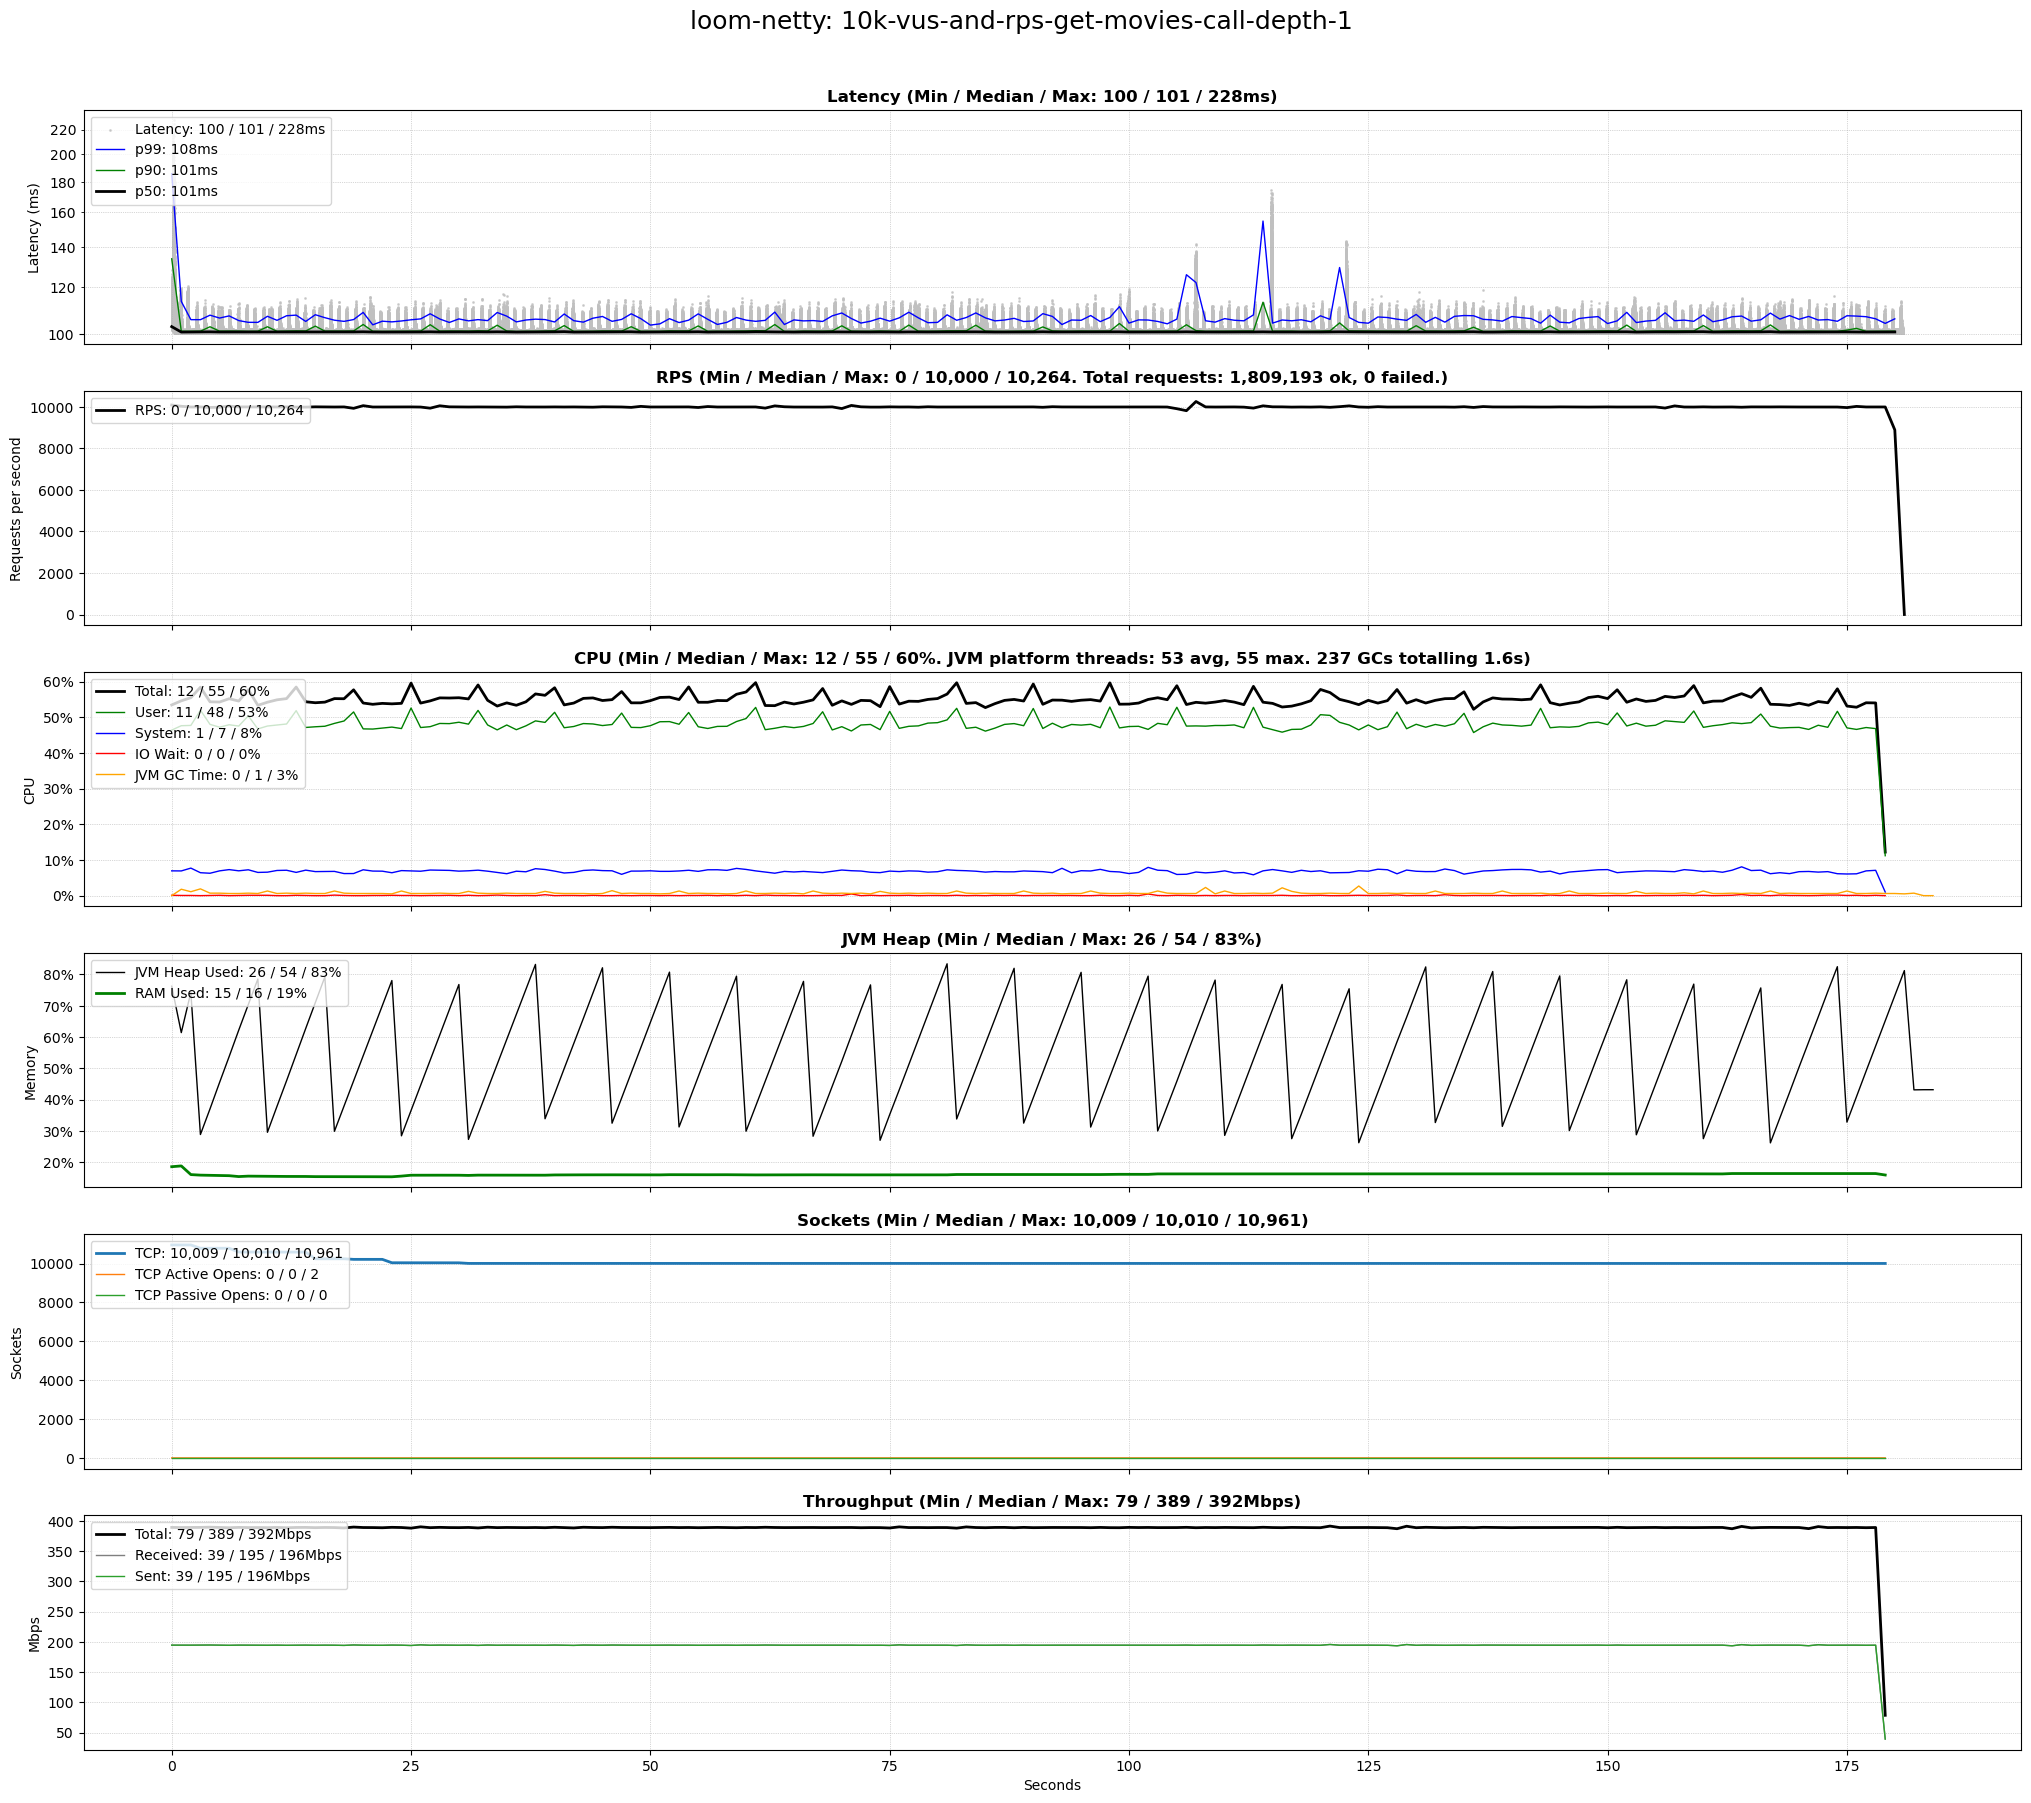 loom-netty: 10k-vus-and-rps-get-movies-call-depth-1
Latency (Min / Median / Max: 100 / 101 / 228ms)
Latency (ms)
220
200
180
160
140
120
100
Latency: 100 / 101 / 228ms
p99: 108ms
p90: 101ms
p50: 101ms
RPS (Min / Median / Max: 0 / 10,000 / 10,264. Total requests: 1,809,193 ok, 0 failed.)
Requests per second
10000
8000
6000
4000
2000
0
RPS: 0 / 10,000 / 10,264
CPU (Min / Median / Max: 12 / 55 / 60%. JVM platform threads: 53 avg, 55 max. 237 GCs totalling 1.6s)
CPU
60%
50%
40%
30%
20%
10%
0%
Total: 12 / 55 / 60%
User: 11 / 48 / 53%
System: 1 / 7 / 8%
IO Wait: 0 / 0 / 0%
JVM GC Time: 0 / 1 / 3%
JVM Heap (Min / Median / Max: 26 / 54 / 83%)
Memory
80%
70%
60%
50%
40%
30%
20%
JVM Heap Used: 26 / 54 / 83%
RAM Used: 15 / 16 / 19%
Sockets (Min / Median / Max: 10,009 / 10,010 / 10,961)
Sockets
10000
8000
6000
4000
2000
0
TCP: 10,009 / 10,010 / 10,961
TCP Active Opens: 0 / 0 / 2
TCP Passive Opens: 0 / 0 / 0
Throughput (Min / Median / Max: 79 / 389 / 392Mbps)
Mbps
400
350
300
250
200
150
100
50
Total: 79 / 389 / 392Mbps
Received: 39 / 195 / 196Mbps
Sent: 39 / 195 / 196Mbps
0
25
50
75
100
125
150
175
Seconds